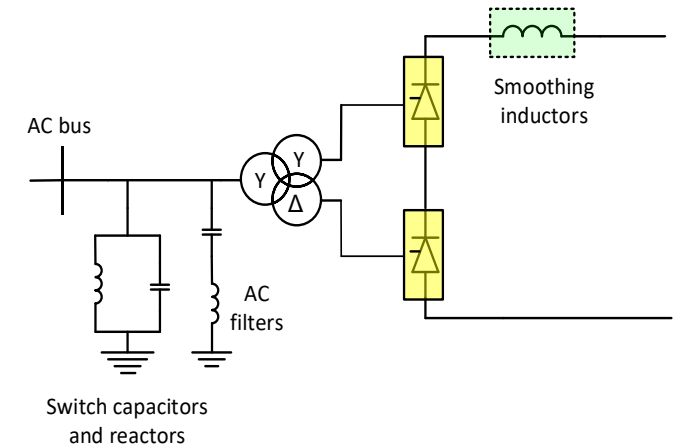 Smoothing
inductors
AC bus
Y
Y
Δ
AC
filters
Switch capacitors
and reactors